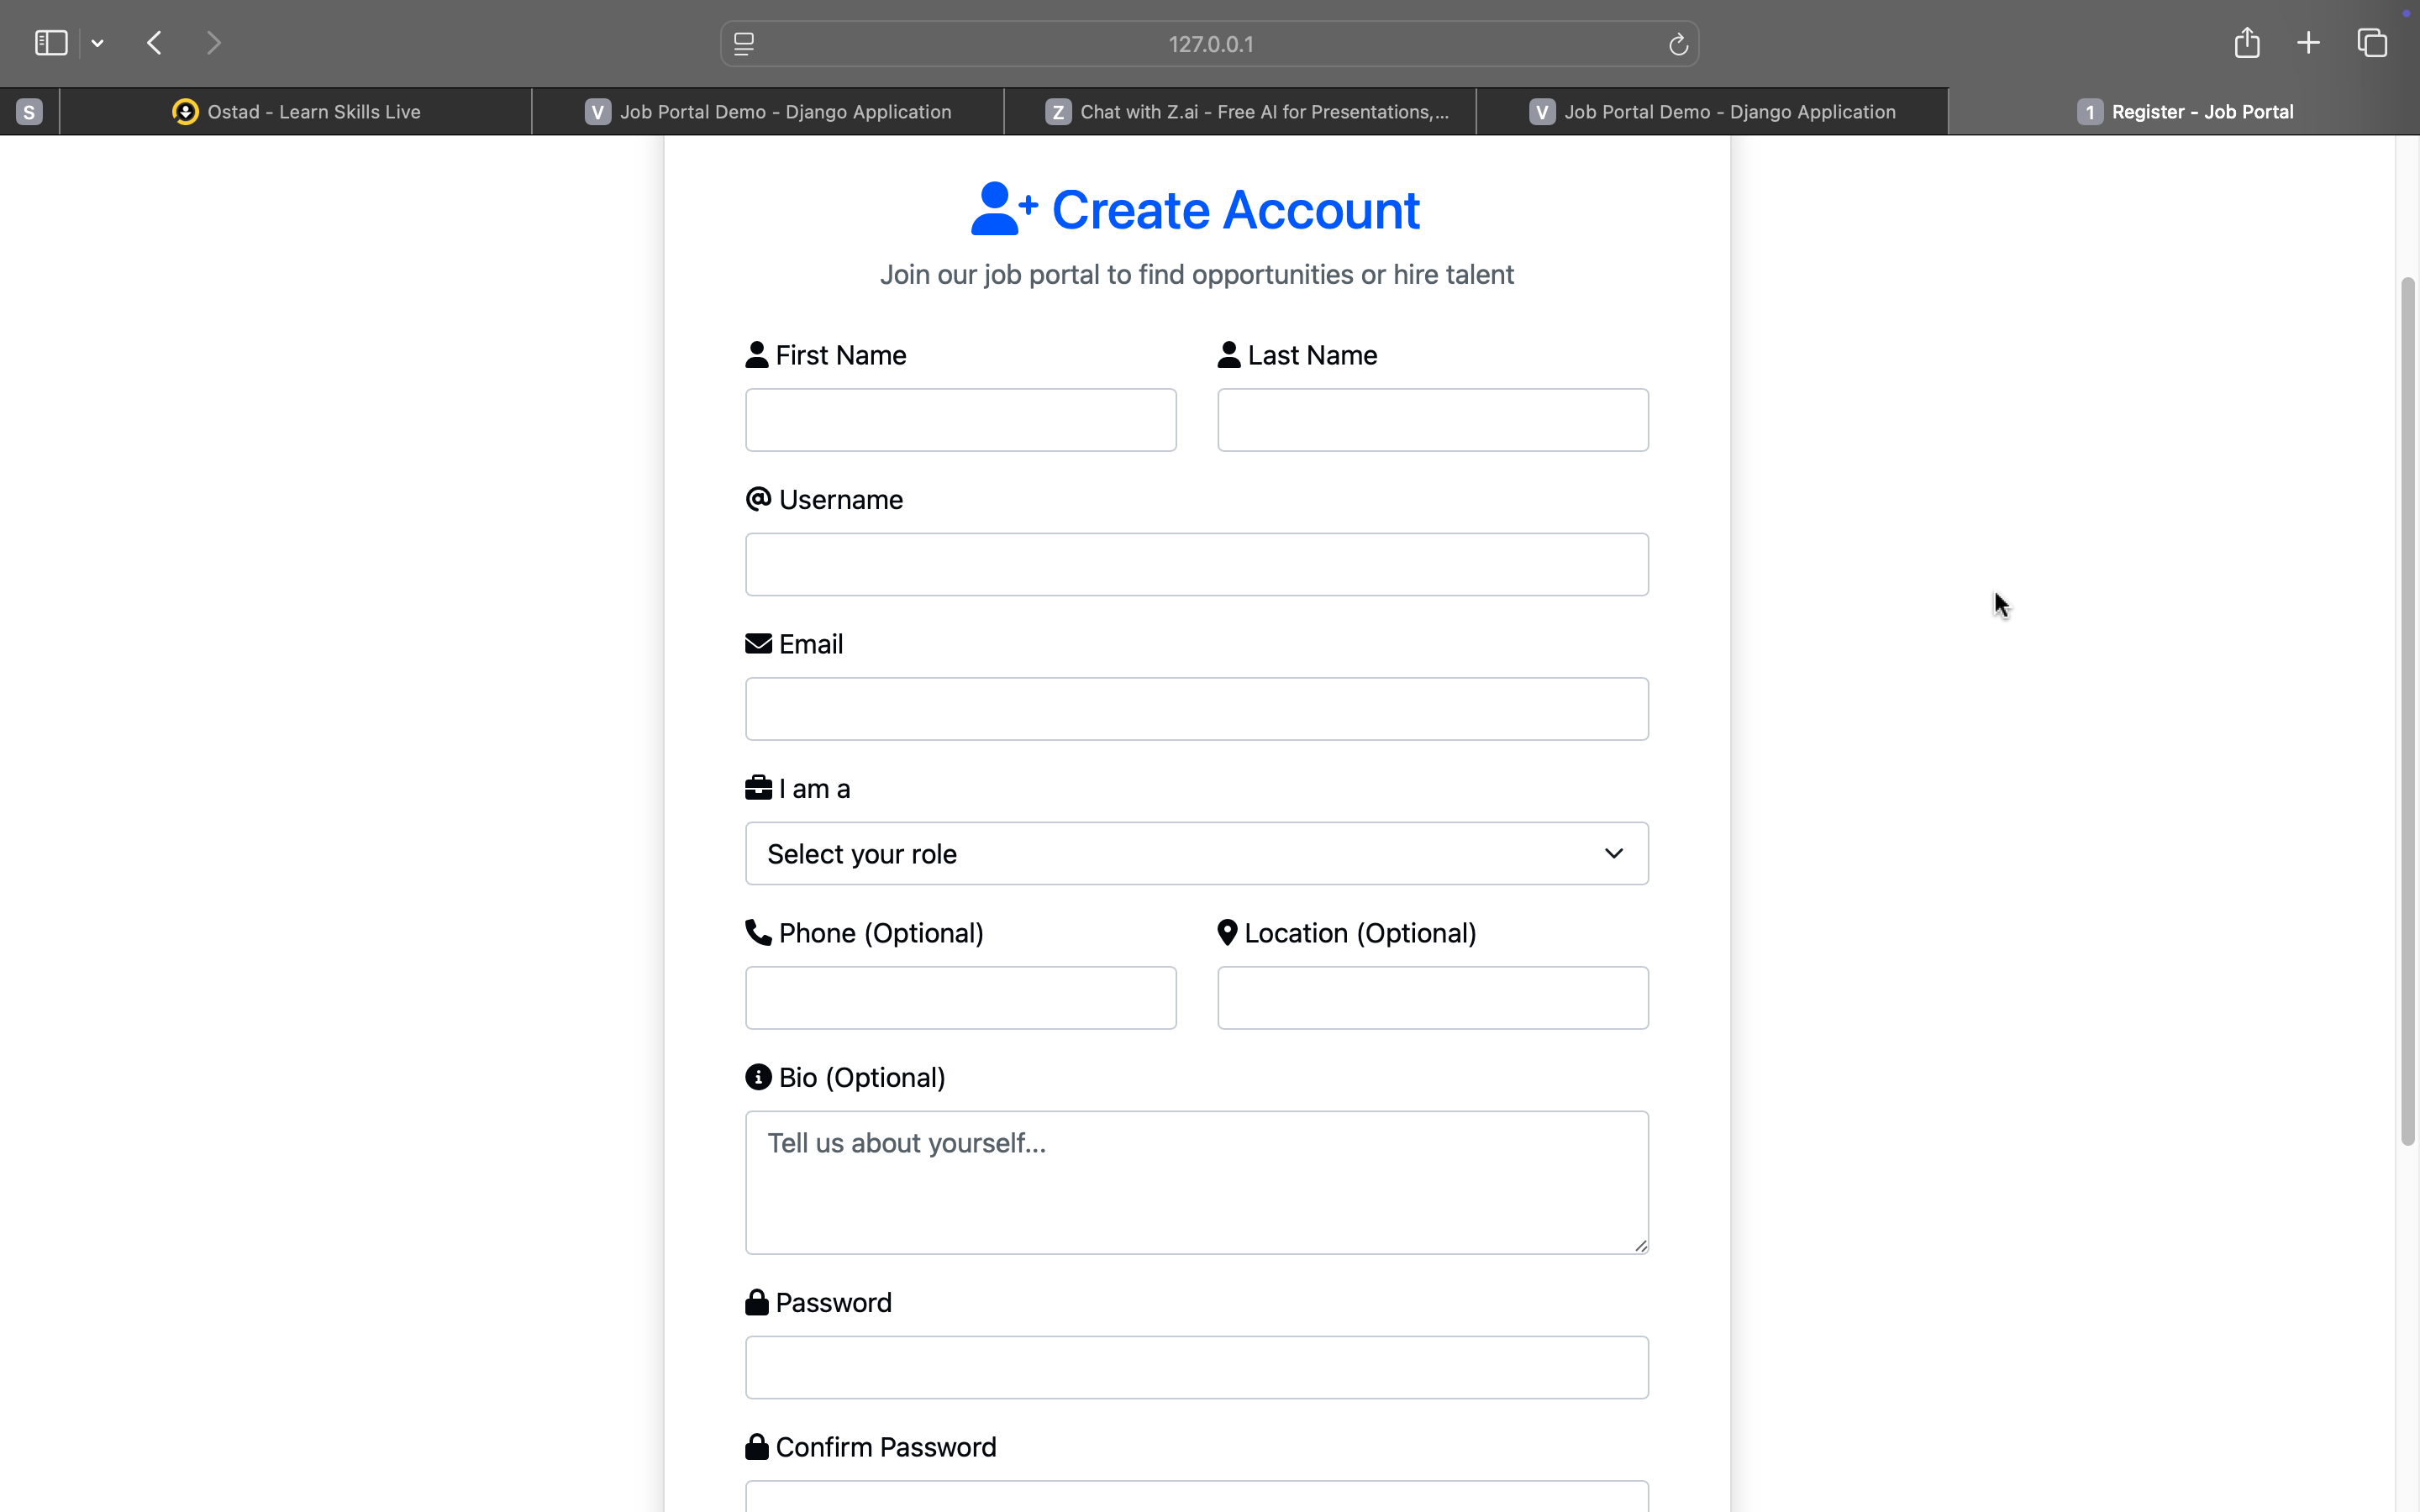 127.0.0.1
S
Ostad - Learn Skills Live
V Job Portal Demo - Django Application
Z Chat with Z.ai - Free AI for Presentations,...
V Job Portal Demo - Django Application
1 Register - Job Portal
Create Account
Join our job portal to find opportunities or hire talent
First Name
Last Name
@ Username
Email
I am a
Select your role
Phone (Optional)
Location (Optional)
Bio (Optional)
Tell us about yourself...
Password
Confirm Password